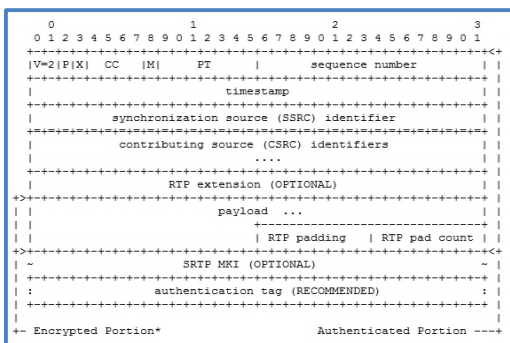 0                   1                   2                   3
0 1 2 3 4 5 6 7 8 9 0 1 2 3 4 5 6 7 8 9 0 1 2 3 4 5 6 7 8 9 0 1
+-+-+-+-+-+-+-+-+-+-+-+-+-+-+-+-+-+-+-+-+-+-+-+-+-+-+-+-+-+-+-+-+<+
|V=2|P|X| CC |M| PT | sequence number | |
+-+-+-+-+-+-+-+-+-+-+-+-+-+-+-+-+-+-+-+-+-+-+-+-+-+-+-+-+-+-+-+-+ |
| timestamp | |
+-+-+-+-+-+-+-+-+-+-+-+-+-+-+-+-+-+-+-+-+-+-+-+-+-+-+-+-+-+-+-+-+ |
| synchronization source (SSRC) identifier | |
+=+=+=+=+=+=+=+=+=+=+=+=+=+=+=+=+=+=+=+=+=+=+=+=+=+=+=+=+=+=+=+=+ |
| contributing source (CSRC) identifiers | |
| .... | |
+-+-+-+-+-+-+-+-+-+-+-+-+-+-+-+-+-+-+-+-+-+-+-+-+-+-+-+-+-+-+-+-+ |
| RTP extension (OPTIONAL) | |
+>+-+-+-+-+-+-+-+-+-+-+-+-+-+-+-+-+-+-+-+-+-+-+-+-+-+-+-+-+-+-+-+-+ |
| | payload ... | |
| | +-------------------------------+ |
| | | RTP padding | RTP pad count | |
+>+-+-+-+-+-+-+-+-+-+-+-+-+-+-+-+-+-+-+-+-+-+-+-+-+-+-+-+-+-+-+-+-+<+
| ~ SRTP MKI (OPTIONAL) ~ |
| +-+-+-+-+-+-+-+-+-+-+-+-+-+-+-+-+-+-+-+-+-+-+-+-+-+-+-+-+-+-+-+-+ |
| : authentication tag (RECOMMENDED) : |
| +-+-+-+-+-+-+-+-+-+-+-+-+-+-+-+-+-+-+-+-+-+-+-+-+-+-+-+-+-+-+-+-+ |
| |
+- Encrypted Portion* Authenticated Portion ---+